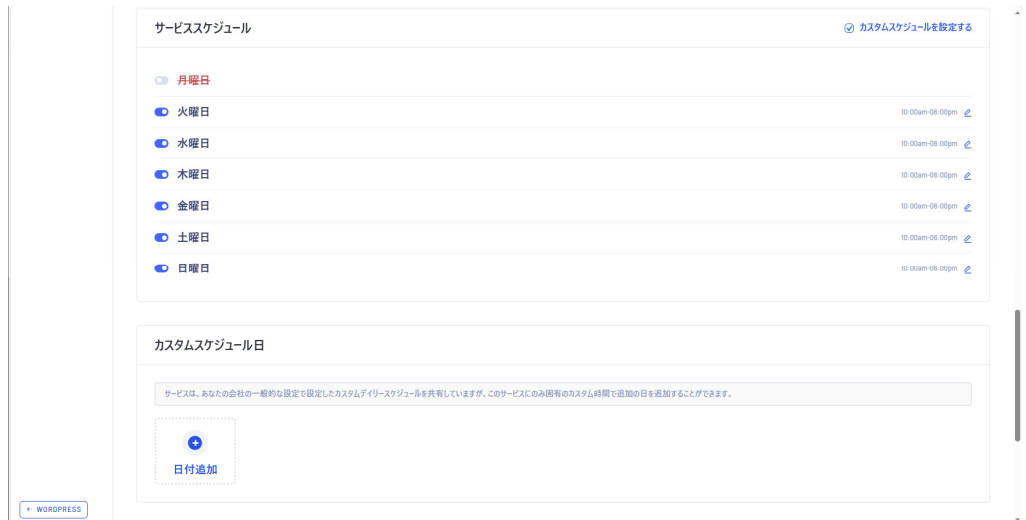 サービススケジュール
カスタムスケジュールを設定する
月曜日
火曜日 10:00am-06:00pm
水曜日 10:00am-06:00pm
木曜日 10:00am-06:00pm
金曜日 10:00am-06:00pm
土曜日 10:00am-06:00pm
日曜日 10:00am-06:00pm
カスタムスケジュール日
サービスは、あなたの会社の一般的な設定で設定したカスタムデイリースケジュールを共有していますが、このサービスにのみ固有のカスタム時間で追加の日を追加することができます。
日付追加
← WORDPRESS